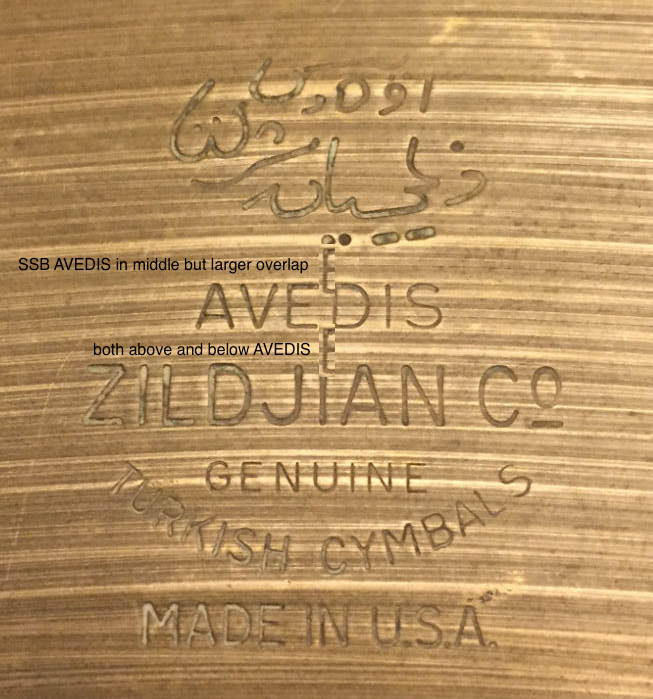 SSB AVEDIS in middle but larger overlap
AVEDIS
both above and below AVEDIS
ZILDJIAN Co
GENUINE
TURKISH CYMBALS
MADE IN U.S.A.